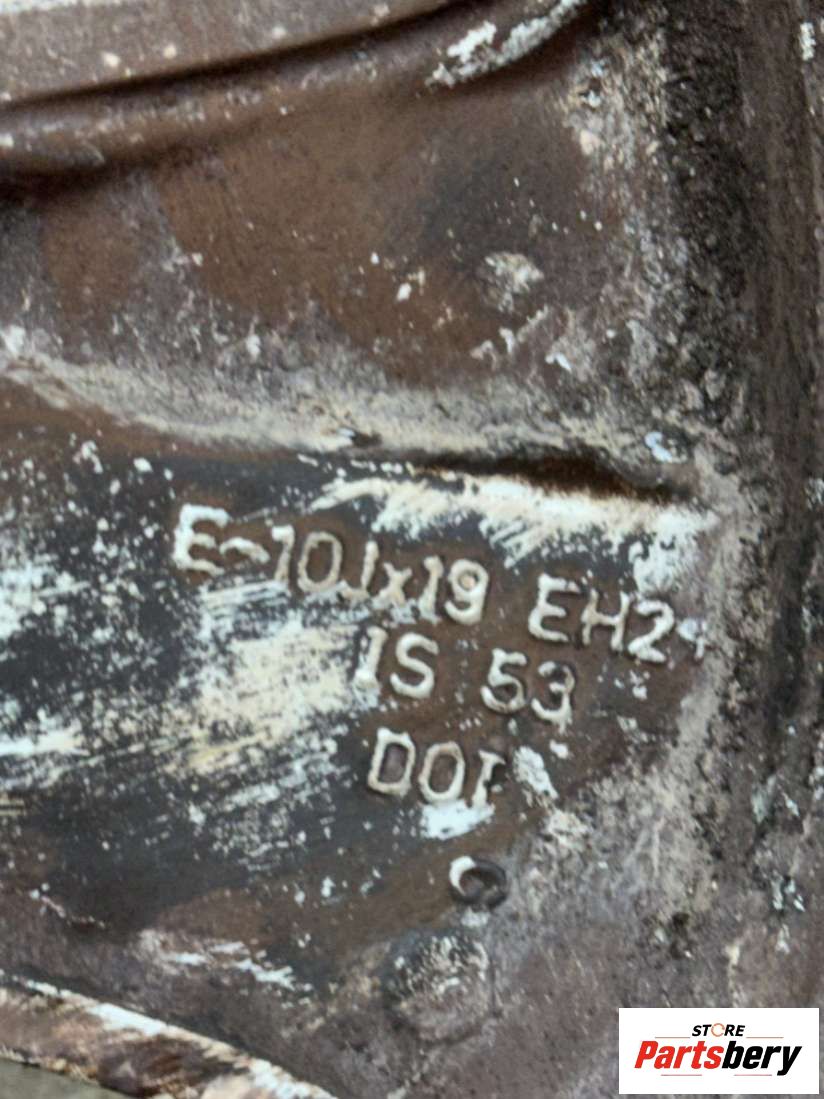 E-10Jx19 EH2+
IS 53
DOT
STORE
Partsbery